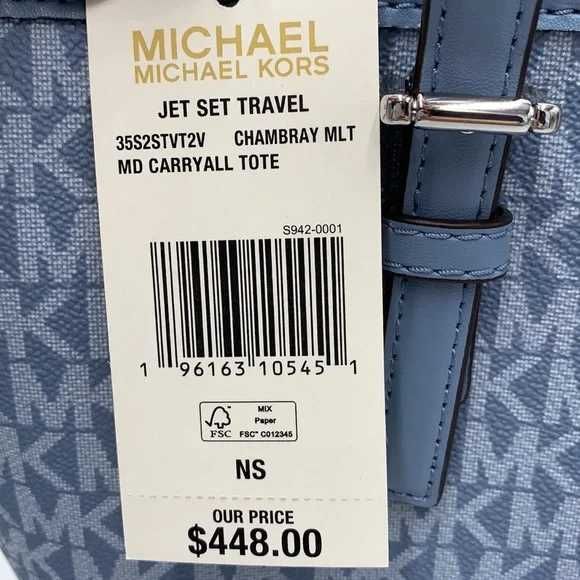 MICHAEL
MICHAEL KORS
JET SET TRAVEL
35S2STVT2V CHAMBRAY MLT
MD CARRYALL TOTE
S942-0001
1 96163 10545 1
FSC
MIX
Paper
FSC™ C012345
NS
OUR PRICE
$448.00